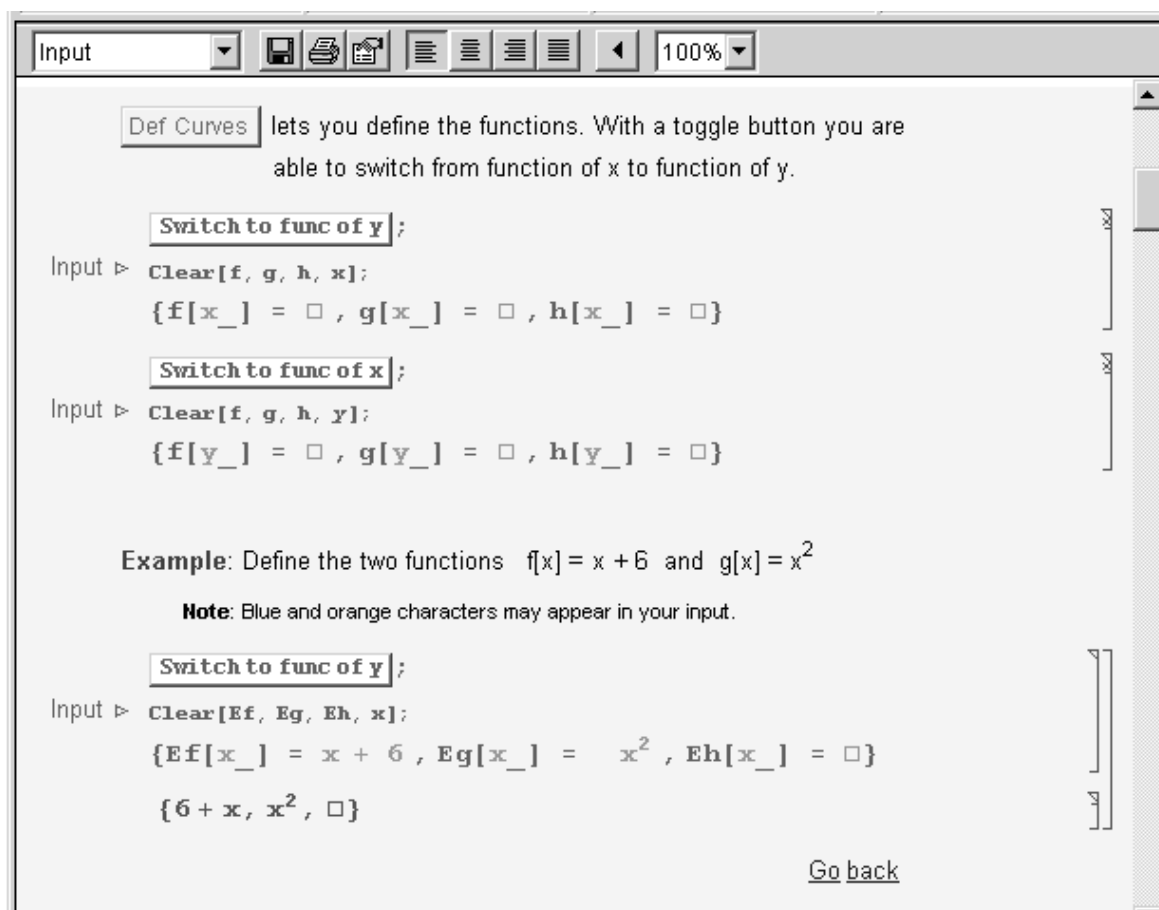 Input 100%
Def Curves lets you define the functions. With a toggle button you are
able to switch from function of x to function of y.
Switch to func of y ;
Input ▷ Clear[f, g, h, x];
{f[x_] = □ , g[x_] = □ , h[x_] = □}
Switch to func of x ;
Input ▷ Clear[f, g, h, y];
{f[y_] = □ , g[y_] = □ , h[y_] = □}
Example: Define the two functions f[x] = x + 6 and g[x] = x²
Note: Blue and orange characters may appear in your input.
Switch to func of y ;
Input ▷ Clear[Ef, Eg, Eh, x];
{Ef[x_] = x + 6 , Eg[x_] = x² , Eh[x_] = □}
{6 + x, x², □}
Go back